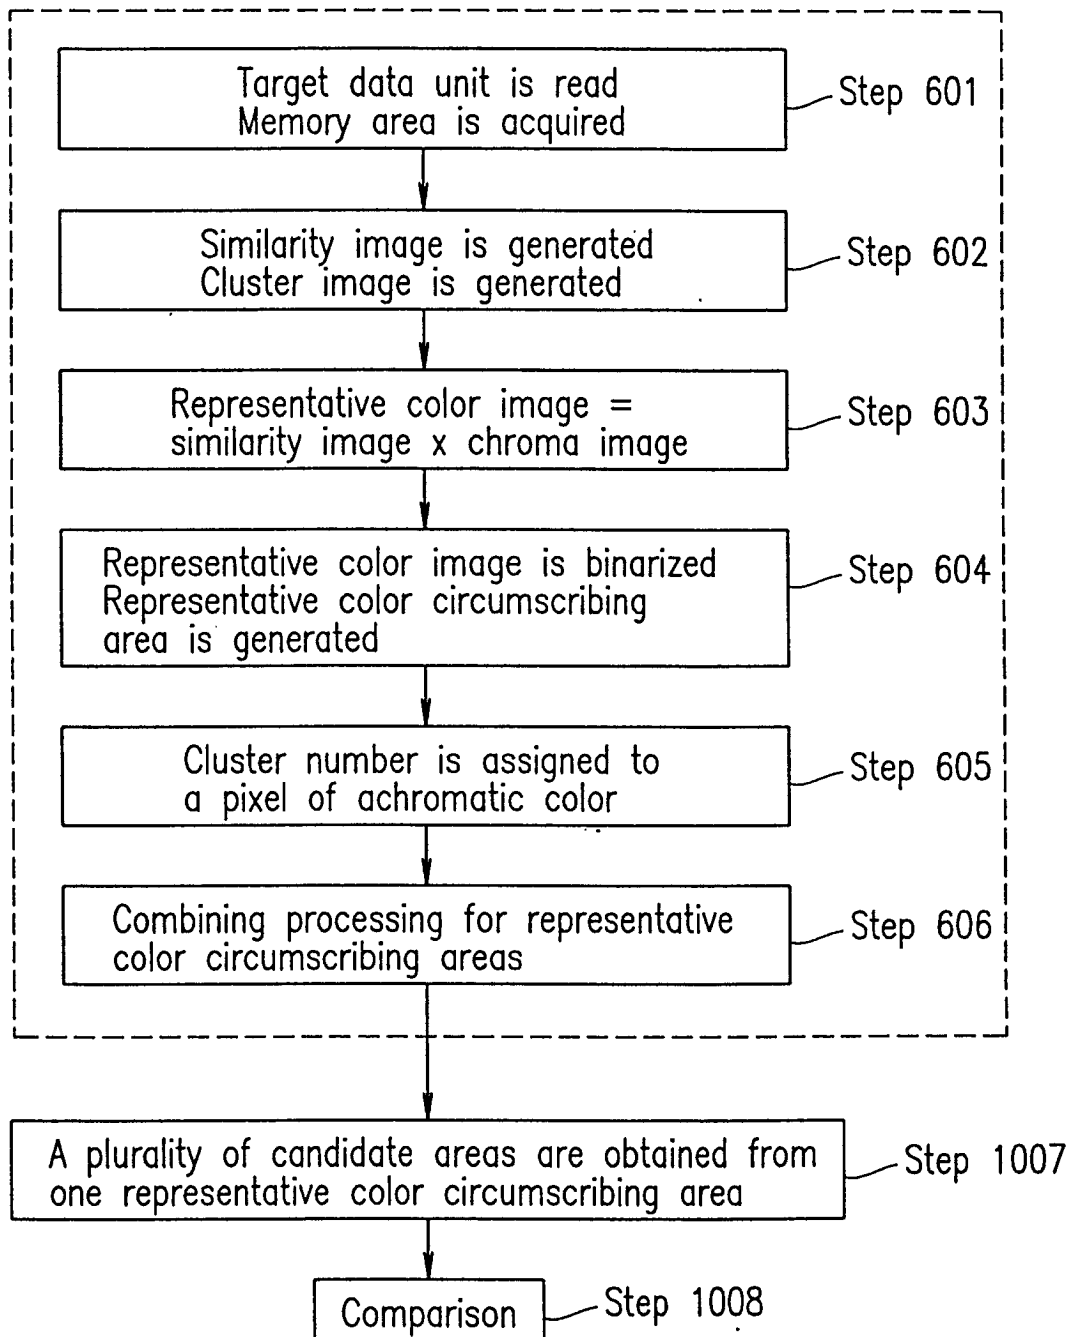 Target data unit is read
Memory area is acquired
Step 601
Similarity image is generated
Cluster image is generated
Step 602
Representative color image =
similarity image x chroma image
Step 603
Representative color image is binarized
Representative color circumscribing
area is generated
Step 604
Cluster number is assigned to
a pixel of achromatic color
Step 605
Combining processing for representative
color circumscribing areas
Step 606
A plurality of candidate areas are obtained from
one representative color circumscribing area
Step 1007
Comparison
Step 1008